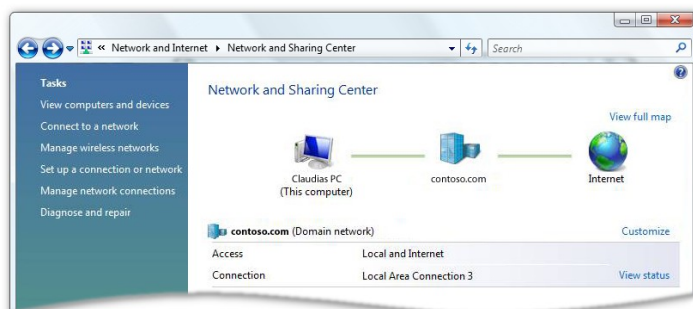 « Network and Internet ▸ Network and Sharing Center
Search
Tasks
View computers and devices
Connect to a network
Manage wireless networks
Set up a connection or network
Manage network connections
Diagnose and repair
Network and Sharing Center
View full map
Claudias PC
(This computer)
contoso.com
Internet
contoso.com (Domain network)
Customize
Access
Local and Internet
Connection
Local Area Connection 3
View status